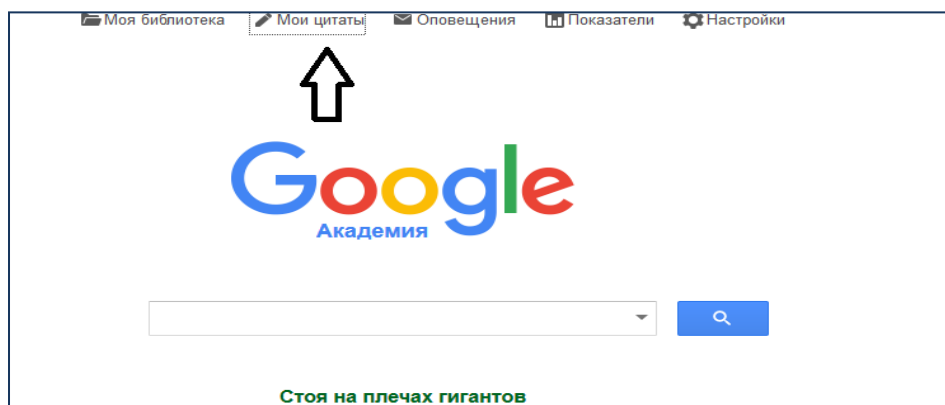 Моя библиотека Мои цитаты Оповещения Показатели Настройки
Google
Академия
Стоя на плечах гигантов